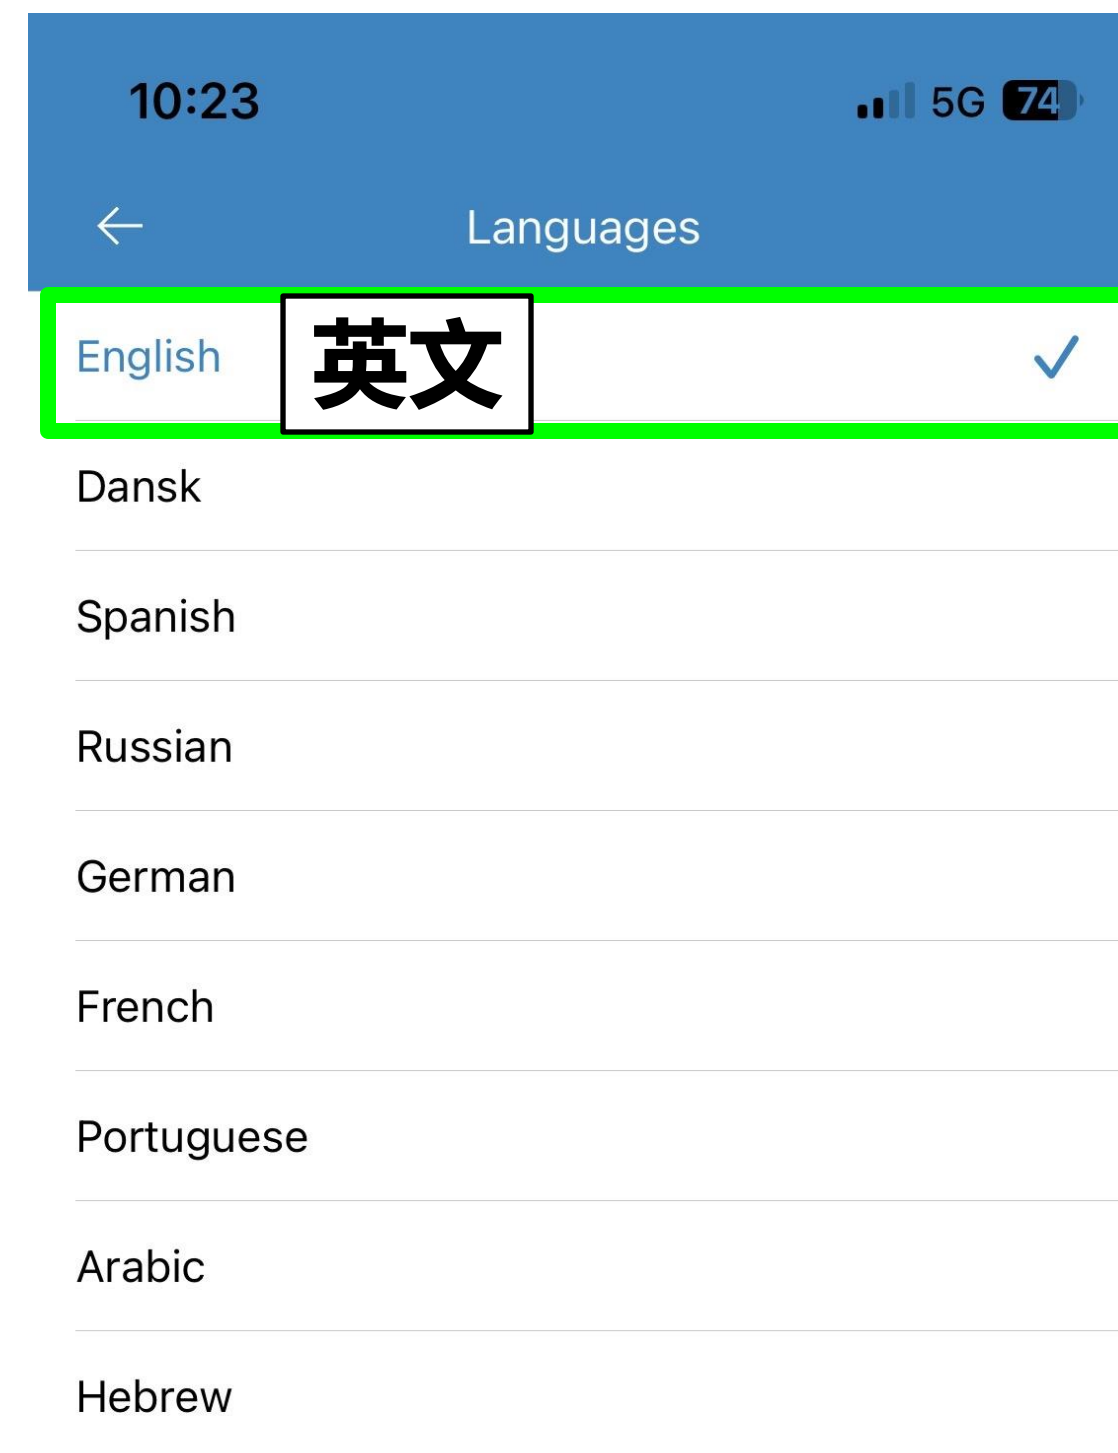 10:23 5G 74
Languages
English 英文
Dansk
Spanish
Russian
German
French
Portuguese
Arabic
Hebrew